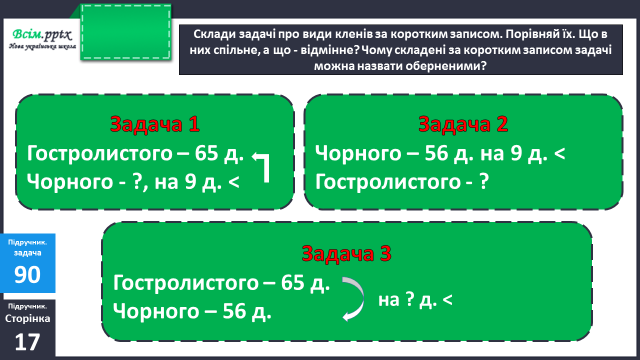 Всім.pptx
Нова українська школа
Склади задачі про види кленів за коротким записом. Порівняй їх. Що в
них спільне, а що - відмінне? Чому складені за коротким записом задачі
можна назвати оберненими?
Задача 1
Гостролистого – 65 д.
Чорного - ?, на 9 д. <
Задача 2
Чорного – 56 д. на 9 д. <
Гостролистого - ?
Задача 3
Гостролистого – 65 д.
Чорного – 56 д.
на ? д. <
Підручник.
задача
90
Підручник.
Сторінка
17